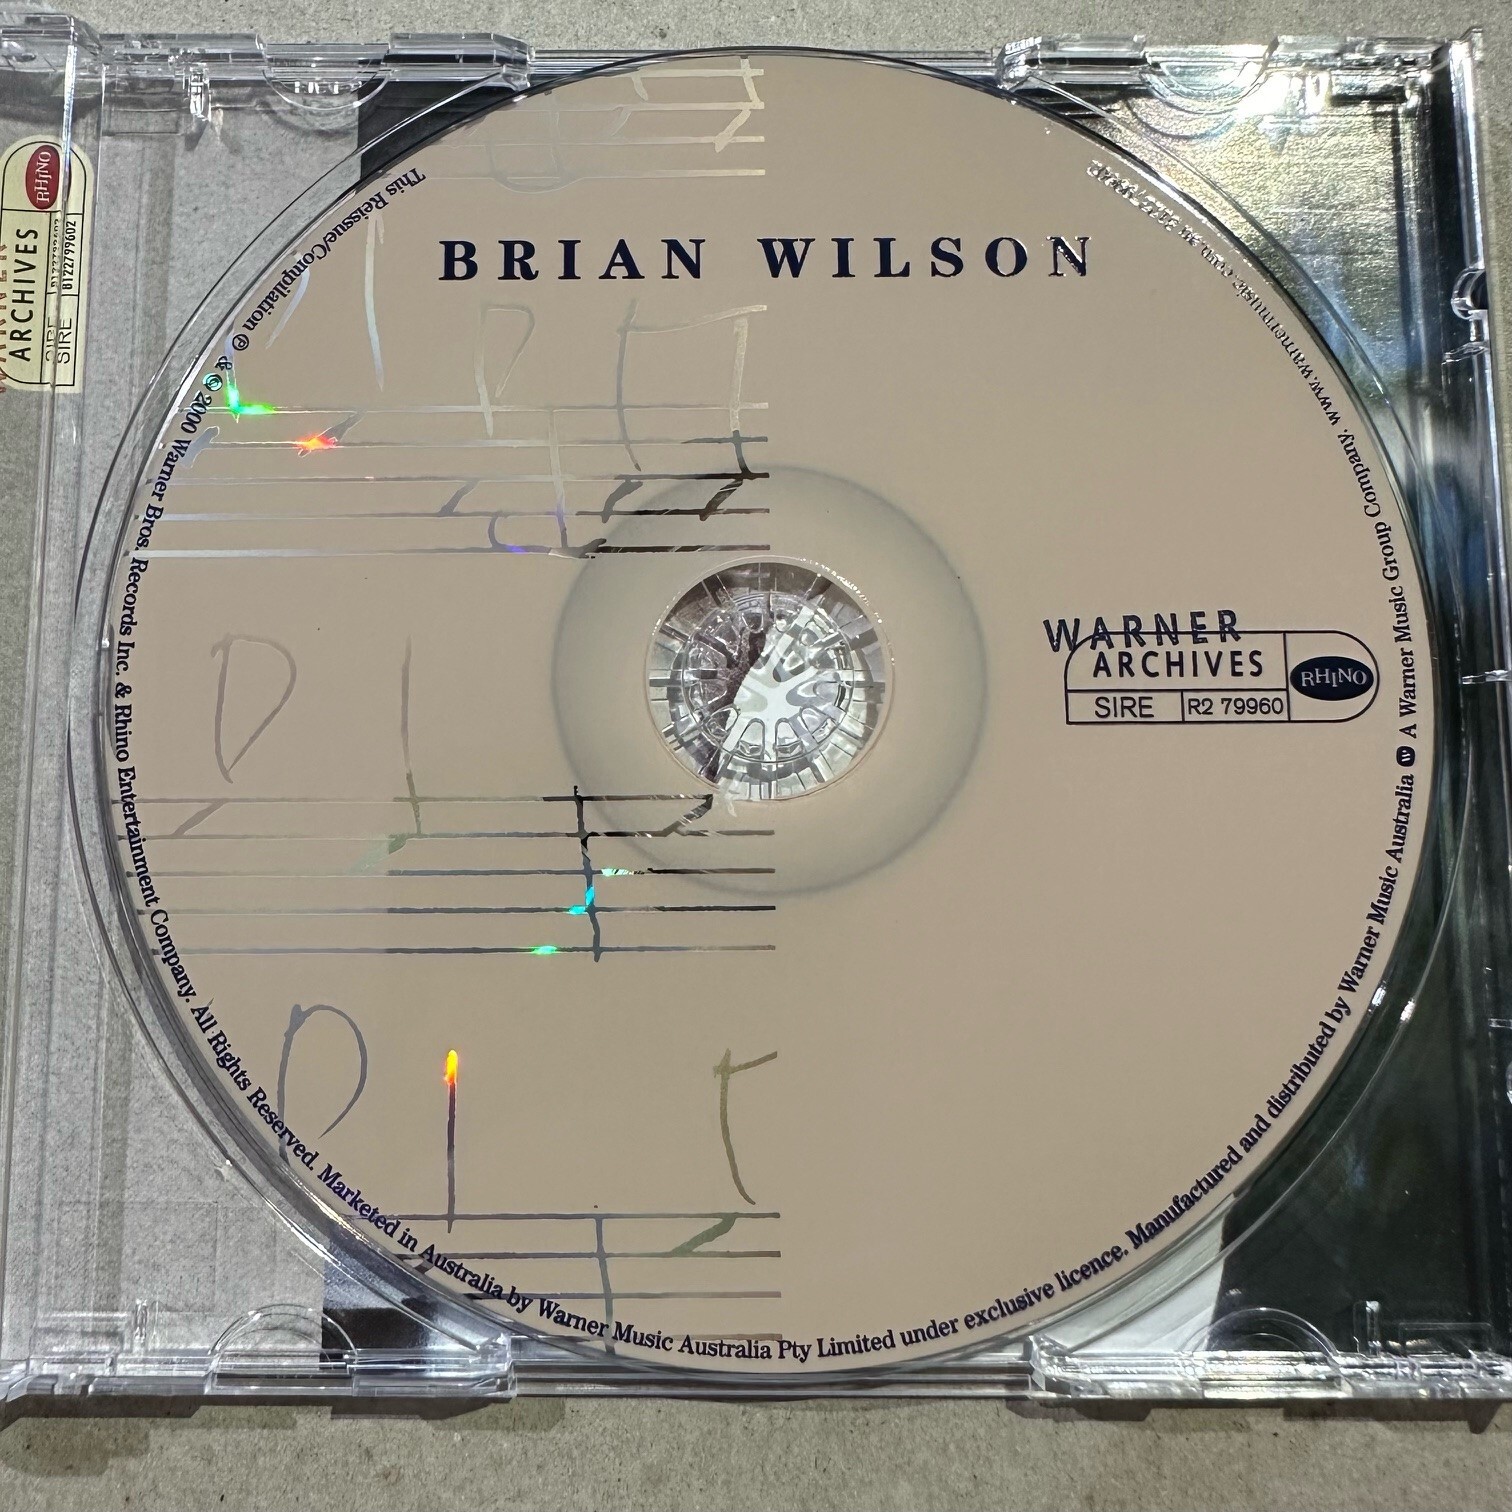 BRIAN WILSON
WARNER
ARCHIVES
SIRE
R2 79960
RHINO
This Reissue/Compilation ℗ & © 2000 Warner Bros. Records Inc. & Rhino Entertainment Company. All Rights Reserved. Marketed in Australia by Warner Music Australia Pty Limited under exclusive licence. Manufactured and distributed by Warner Music Australia A Warner Music Group Company. www.warnermusic.com.au
RHINO
ARCHIVES
SIRE
8122799602